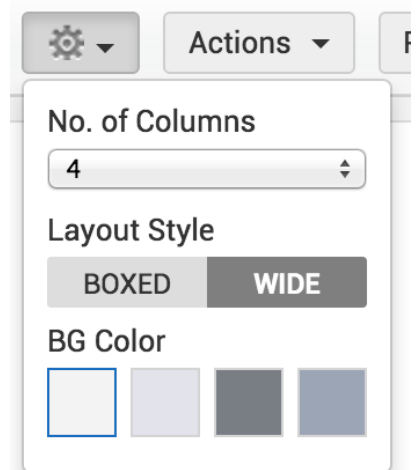 Actions
No. of Columns
4
Layout Style
BOXED WIDE
BG Color